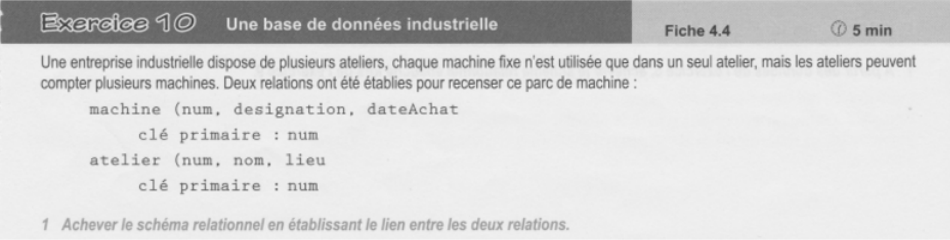 Exercice 10 Une base de données industrielle Fiche 4.4 5 min
Une entreprise industrielle dispose de plusieurs ateliers, chaque machine fixe n'est utilisée que dans un seul atelier, mais les ateliers peuvent
compter plusieurs machines. Deux relations ont été établies pour recenser ce parc de machine :
machine (num, designation, dateAchat
clé primaire : num
atelier (num, nom, lieu
clé primaire : num
1 Achever le schéma relationnel en établissant le lien entre les deux relations.